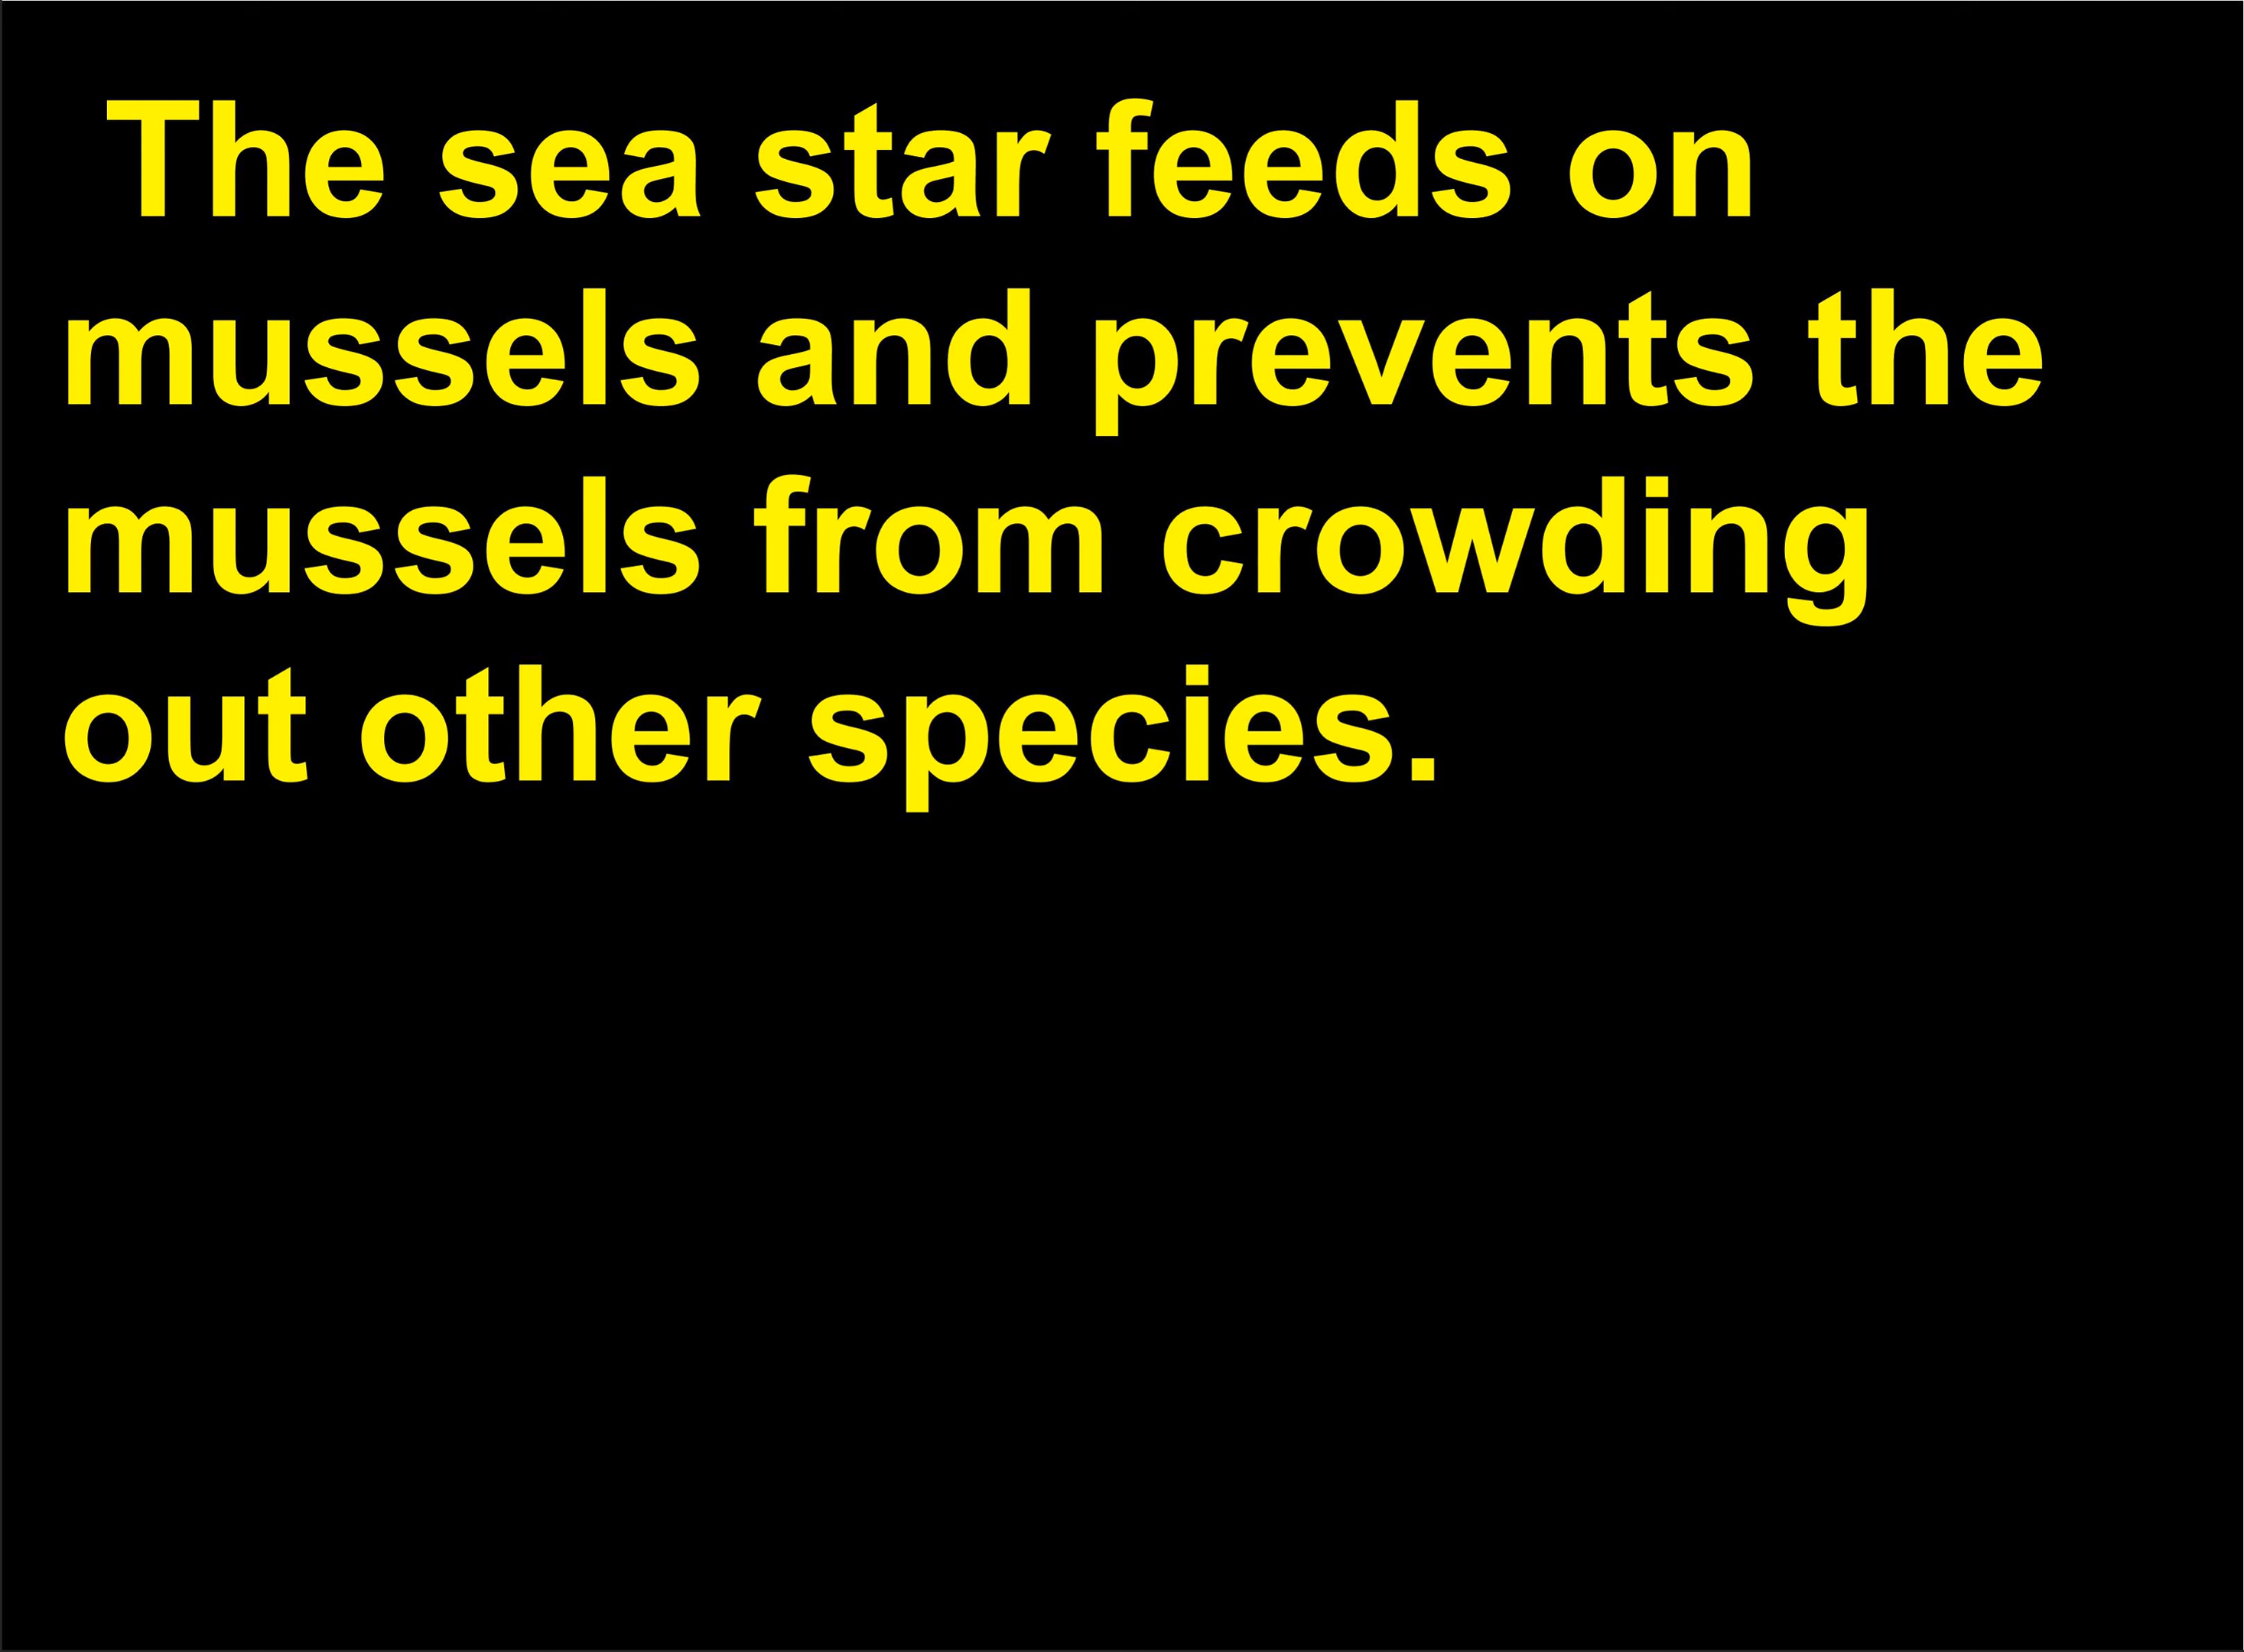 The sea star feeds on
mussels and prevents the
mussels from crowding
out other species.